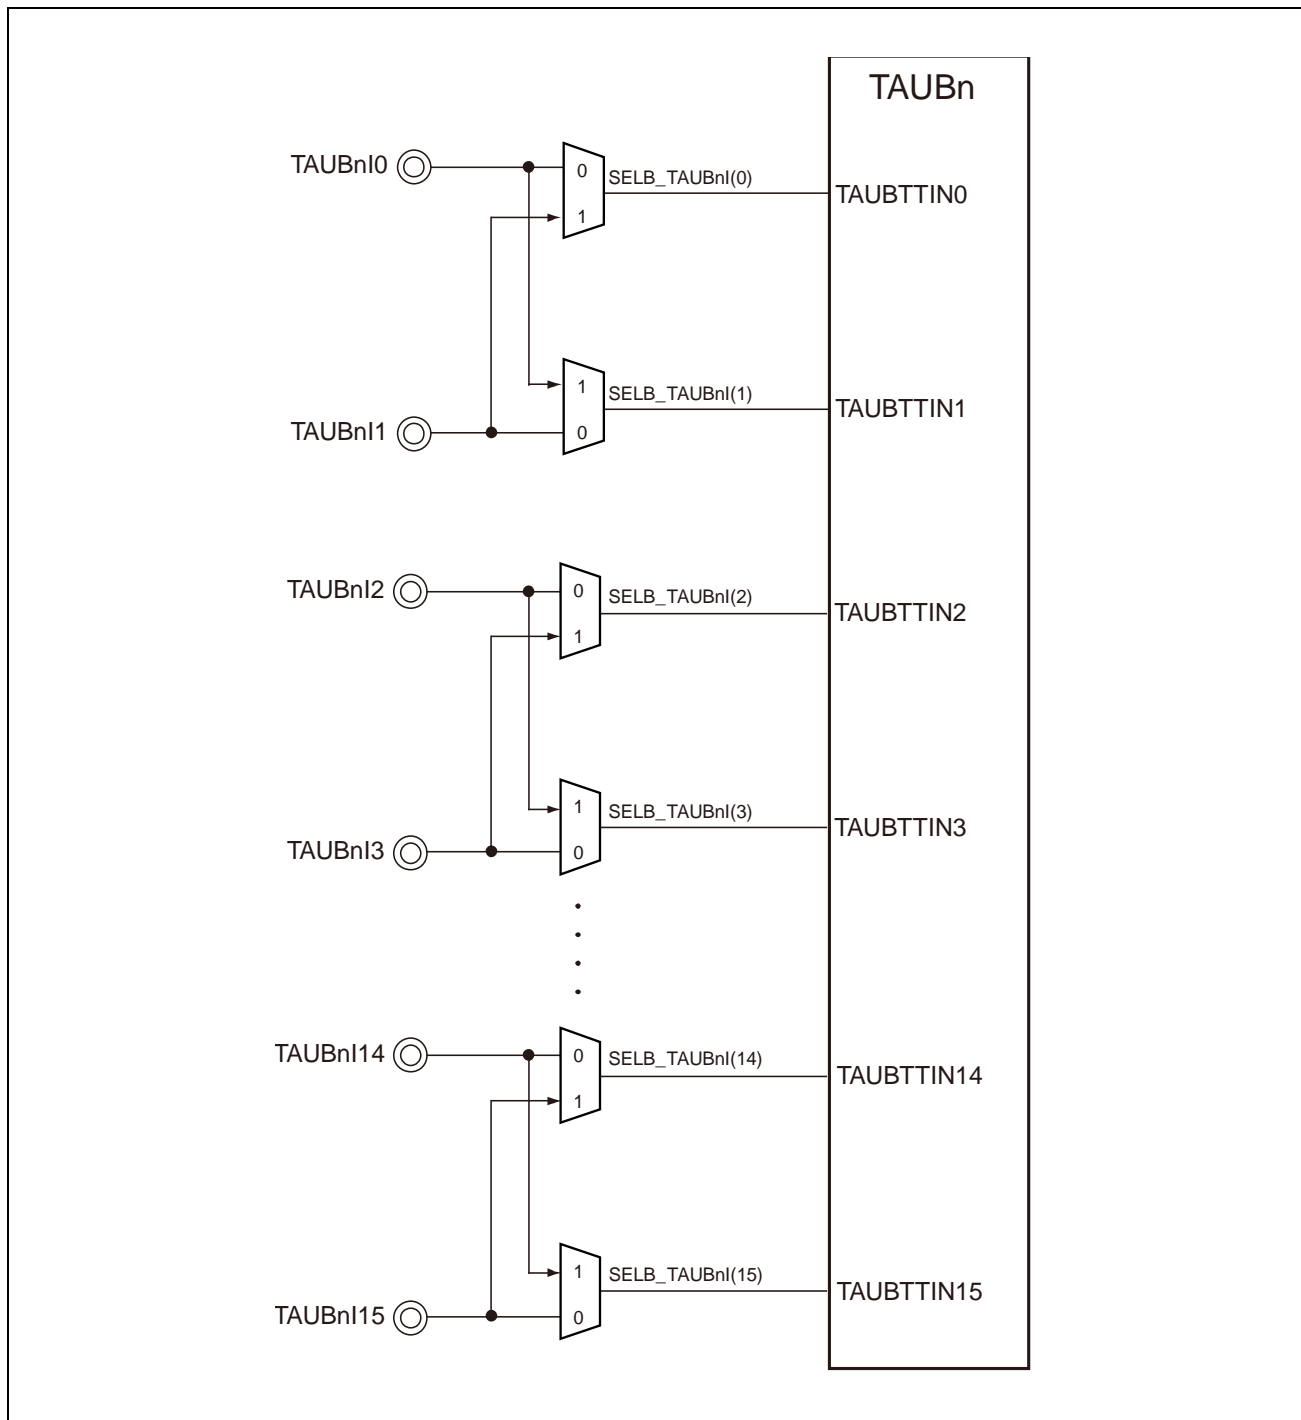 TAUBn
TAUBnI0
0
SELB_TAUBnI(0)
TAUBTTIN0
1
1
SELB_TAUBnI(1)
TAUBTTIN1
TAUBnI1
0
TAUBnI2
0
SELB_TAUBnI(2)
TAUBTTIN2
1
1
SELB_TAUBnI(3)
TAUBTTIN3
TAUBnI3
0
TAUBnI14
0
SELB_TAUBnI(14)
TAUBTTIN14
1
1
SELB_TAUBnI(15)
TAUBTTIN15
TAUBnI15
0